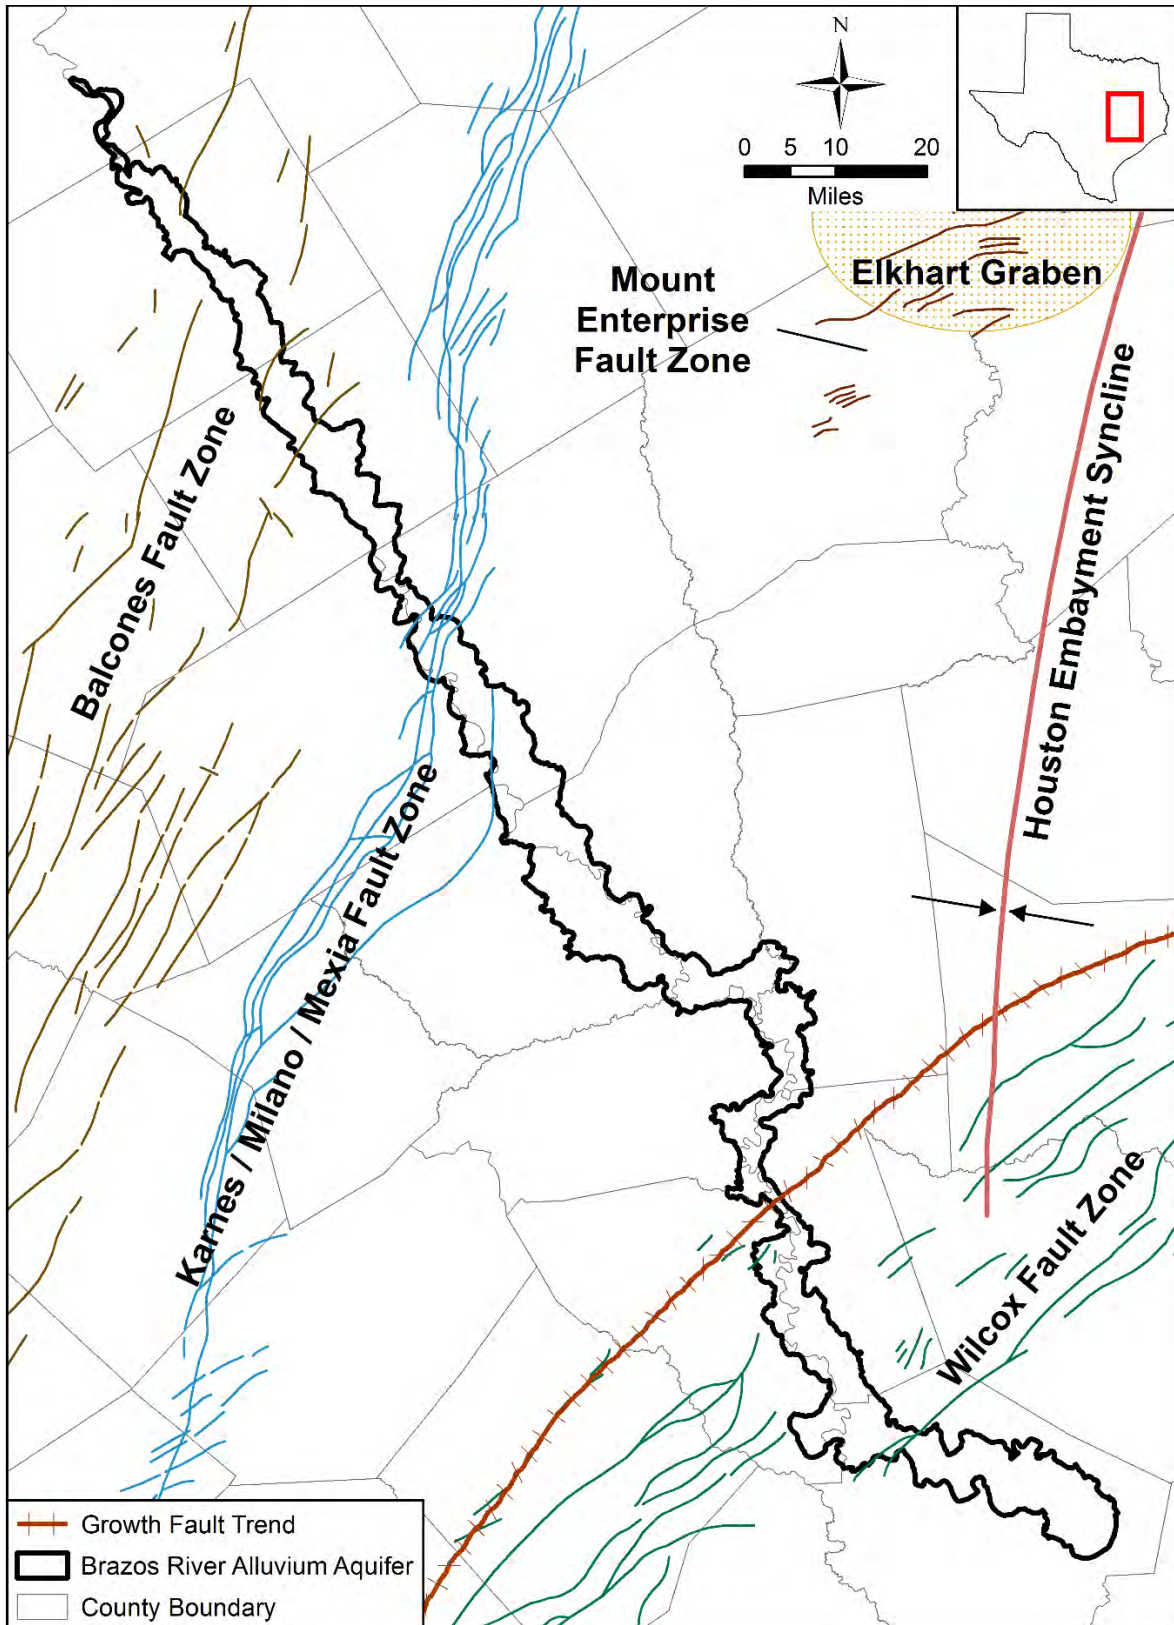 N
0 5 10 20
Miles
Elkhart Graben
Mount
Enterprise
Fault Zone
Houston Embayment Syncline
Balcones Fault Zone
Karnes / Milano / Mexia Fault Zone
Wilcox Fault Zone
Growth Fault Trend
Brazos River Alluvium Aquifer
County Boundary